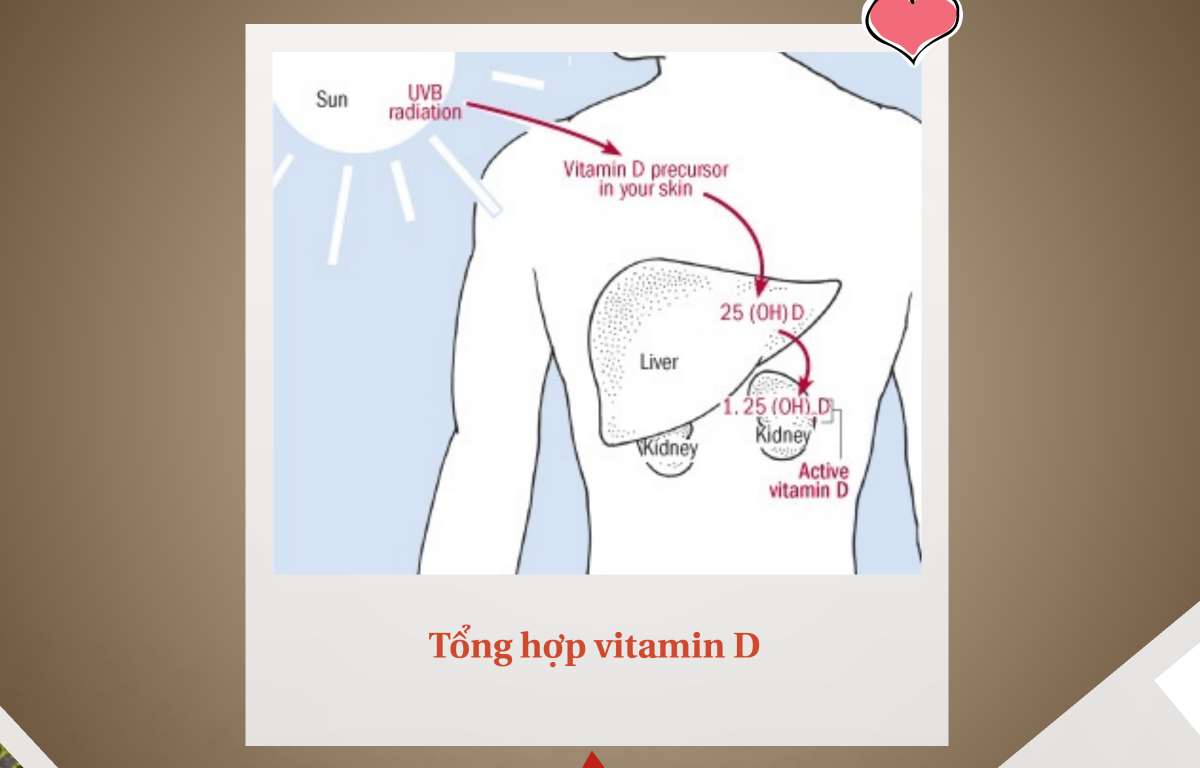 Sun
UVB
radiation
Vitamin D precursor
in your skin
25 (OH) D
Liver
1. 25 (OH) D
Kidney
Kidney
Active
vitamin D
Tổng hợp vitamin D